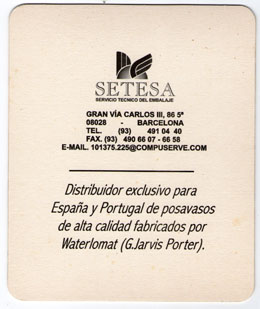 SETESA
SERVICIO TECNICO DEL EMBALAJE
GRAN VÍA CARLOS III, 86 5º
08028 - BARCELONA
TEL. (93) 491 04 40
FAX. (93) 490 66 07 - 66 58
E-MAIL. 101375.225@COMPUSERVE.COM
Distribuidor exclusivo para
España y Portugal de posavasos
de alta calidad fabricados por
Waterlomat (G.Jarvis Porter).